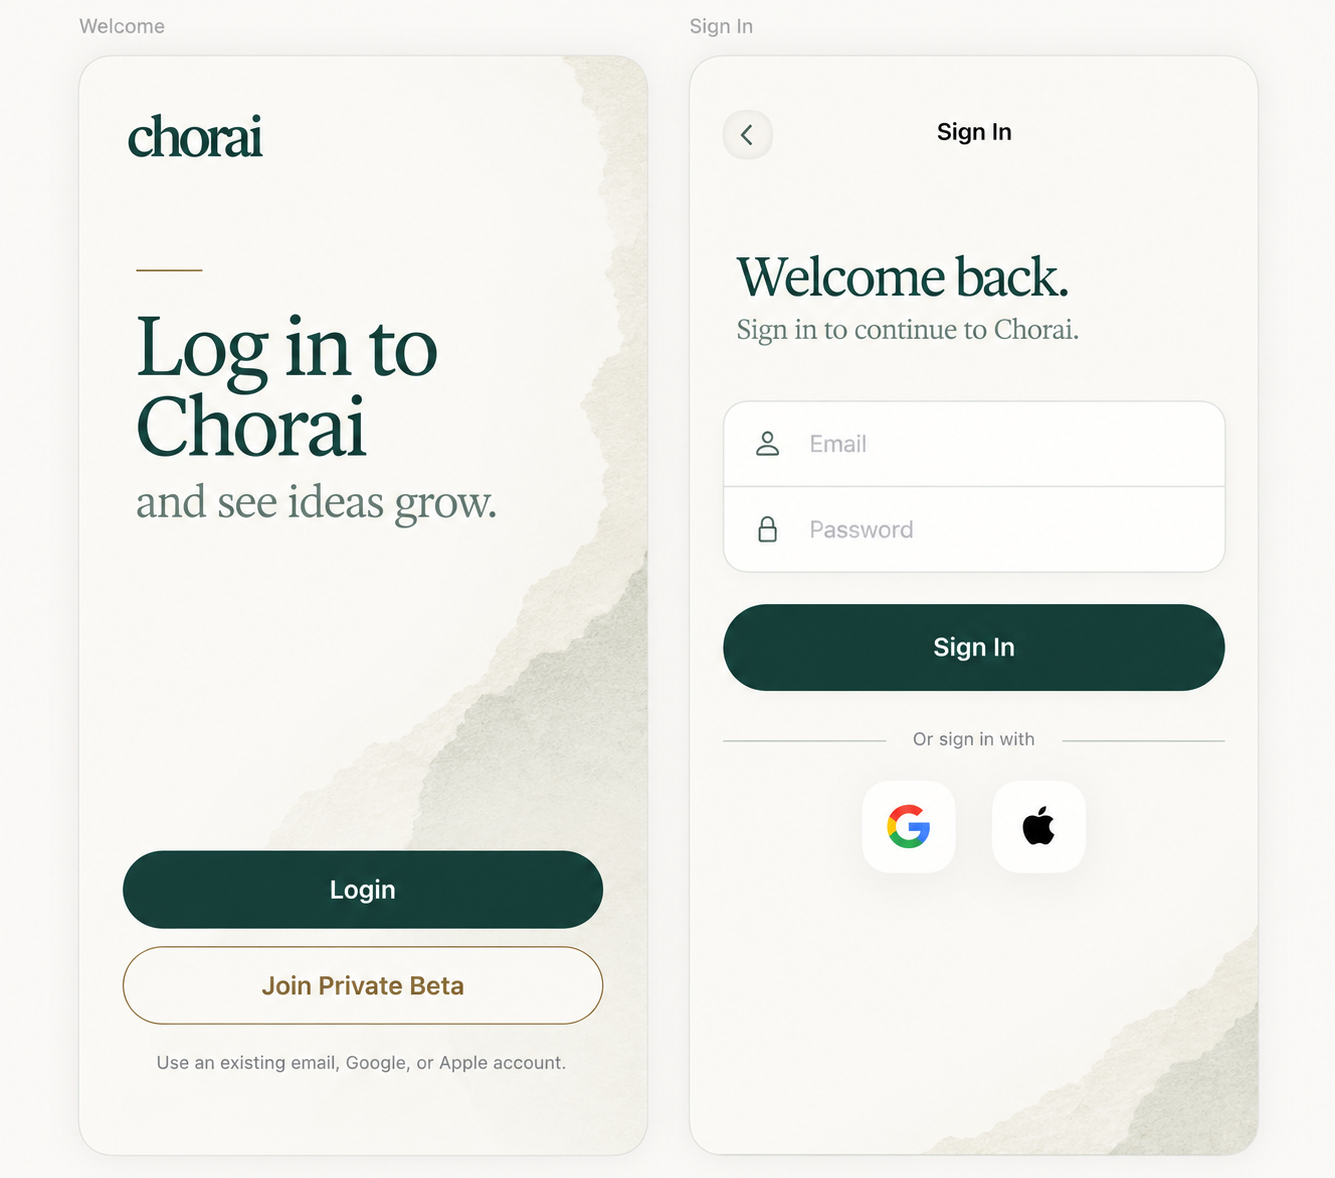 Welcome
chorai
Log in to
Chorai
and see ideas grow.
Login
Join Private Beta
Use an existing email, Google, or Apple account.
Sign In
Sign In
Welcome back.
Sign in to continue to Chorai.
Email
Password
Sign In
Or sign in with